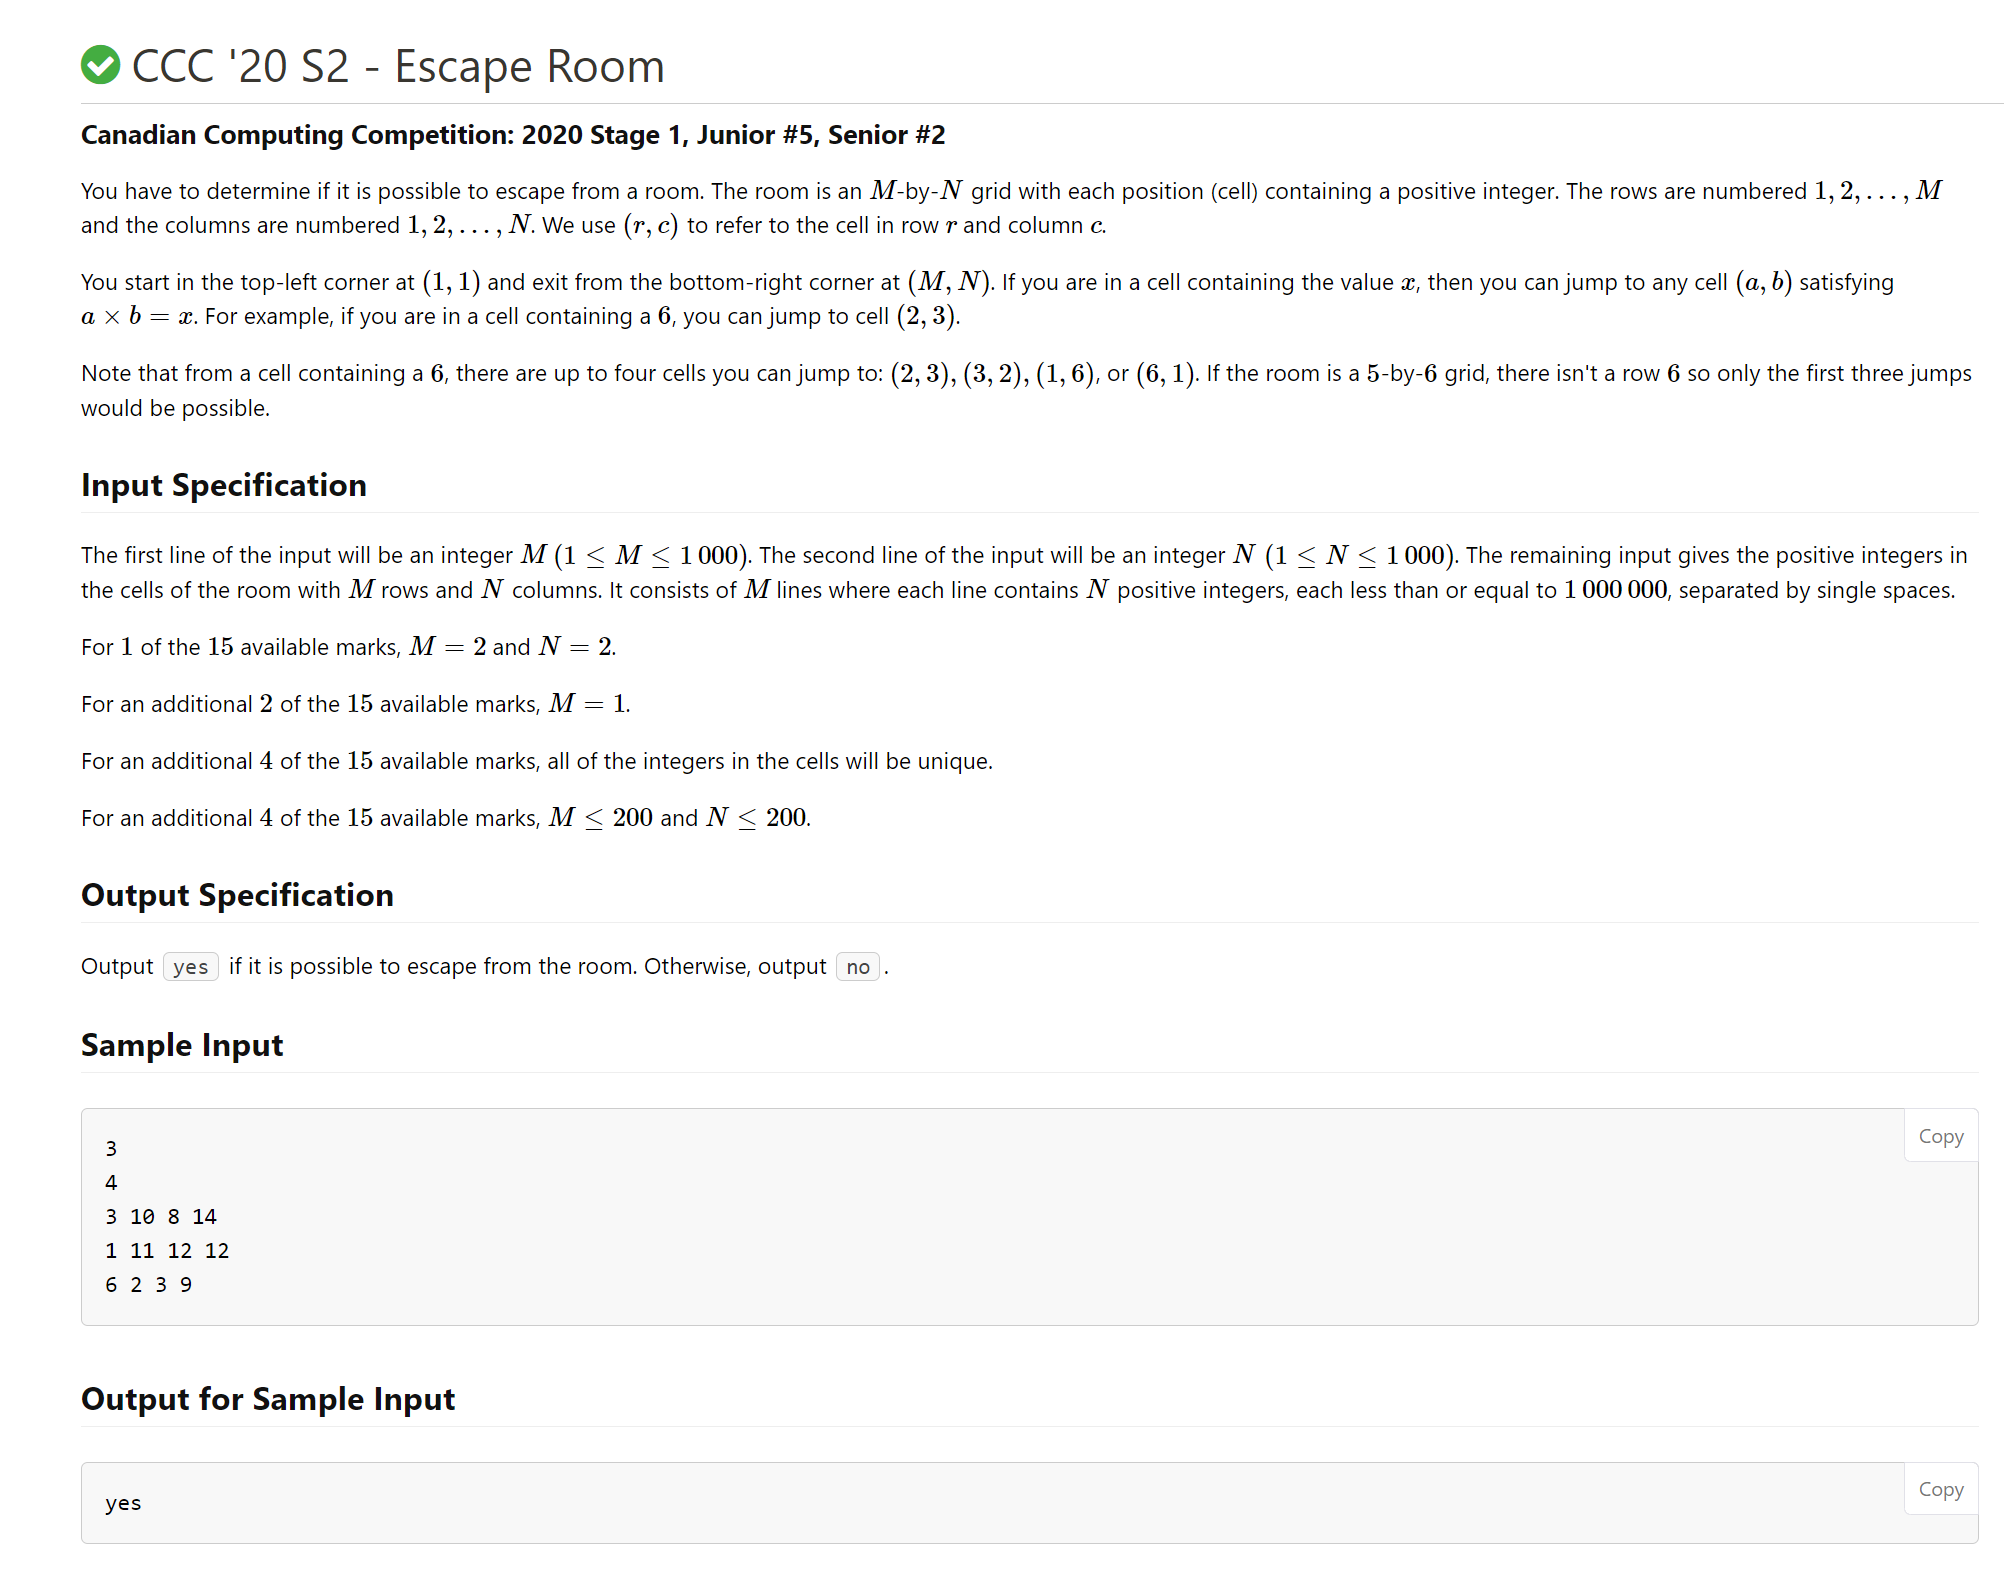 CCC '20 S2 - Escape Room
Canadian Computing Competition: 2020 Stage 1, Junior #5, Senior #2
You have to determine if it is possible to escape from a room. The room is an M-by-N grid with each position (cell) containing a positive integer. The rows are numbered 1, 2, . . . , M
and the columns are numbered 1, 2, . . . , N. We use (r, c) to refer to the cell in row r and column c.
You start in the top-left corner at (1, 1) and exit from the bottom-right corner at (M, N). If you are in a cell containing the value x, then you can jump to any cell (a, b) satisfying
a × b = x. For example, if you are in a cell containing a 6, you can jump to cell (2, 3).
Note that from a cell containing a 6, there are up to four cells you can jump to: (2, 3), (3, 2), (1, 6), or (6, 1). If the room is a 5-by-6 grid, there isn't a row 6 so only the first three jumps
would be possible.
Input Specification
The first line of the input will be an integer M (1 ≤ M ≤ 1 000). The second line of the input will be an integer N (1 ≤ N ≤ 1 000). The remaining input gives the positive integers in
the cells of the room with M rows and N columns. It consists of M lines where each line contains N positive integers, each less than or equal to 1 000 000, separated by single spaces.
For 1 of the 15 available marks, M = 2 and N = 2.
For an additional 2 of the 15 available marks, M = 1.
For an additional 4 of the 15 available marks, all of the integers in the cells will be unique.
For an additional 4 of the 15 available marks, M ≤ 200 and N ≤ 200.
Output Specification
Output yes if it is possible to escape from the room. Otherwise, output no .
Sample Input
Copy
3
4
3 10 8 14
1 11 12 12
6 2 3 9
Output for Sample Input
Copy
yes